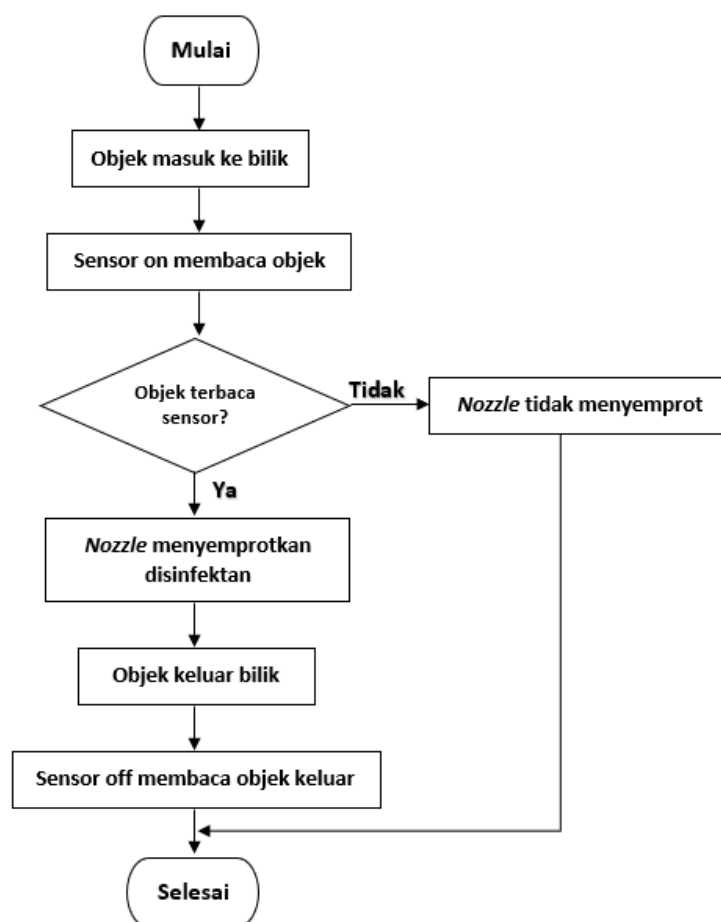 Mulai
Objek masuk ke bilik
Sensor on membaca objek
Objek terbaca
sensor?
Tidak
Nozzle tidak menyemprot
Ya
Nozzle menyemprotkan
disinfektan
Objek keluar bilik
Sensor off membaca objek keluar
Selesai